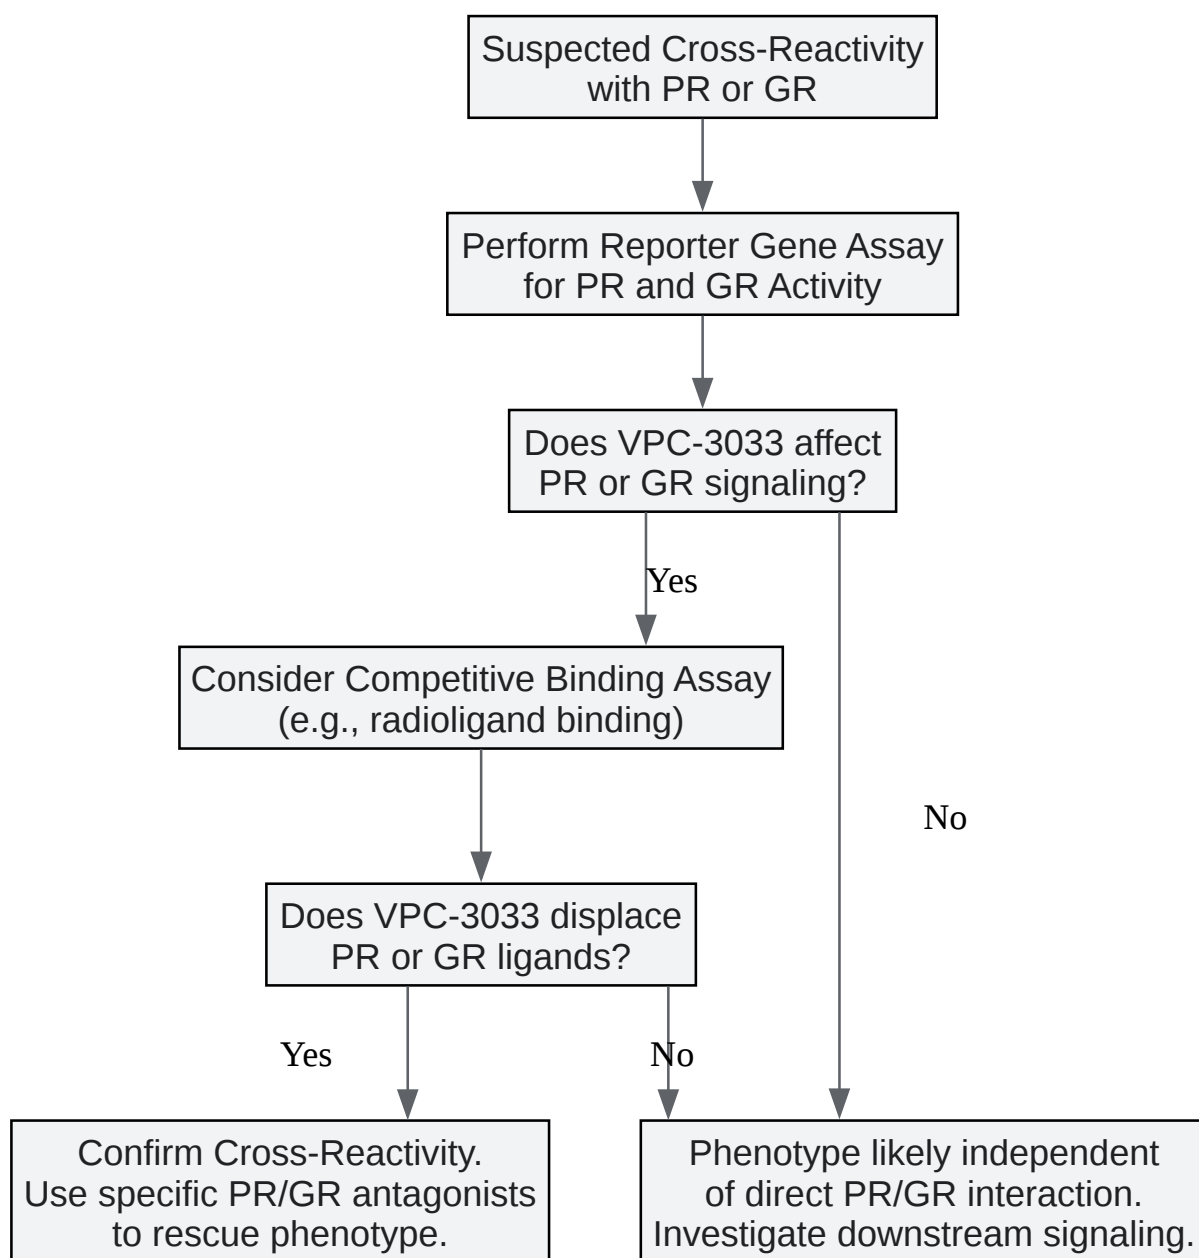 Suspected Cross-Reactivity
with PR or GR
Perform Reporter Gene Assay
for PR and GR Activity
Does VPC-3033 affect
PR or GR signaling?
Yes
Consider Competitive Binding Assay
(e.g., radioligand binding)
No
Does VPC-3033 displace
PR or GR ligands?
Yes
No
Confirm Cross-Reactivity.
Use specific PR/GR antagonists
to rescue phenotype.
Phenotype likely independent
of direct PR/GR interaction.
Investigate downstream signaling.